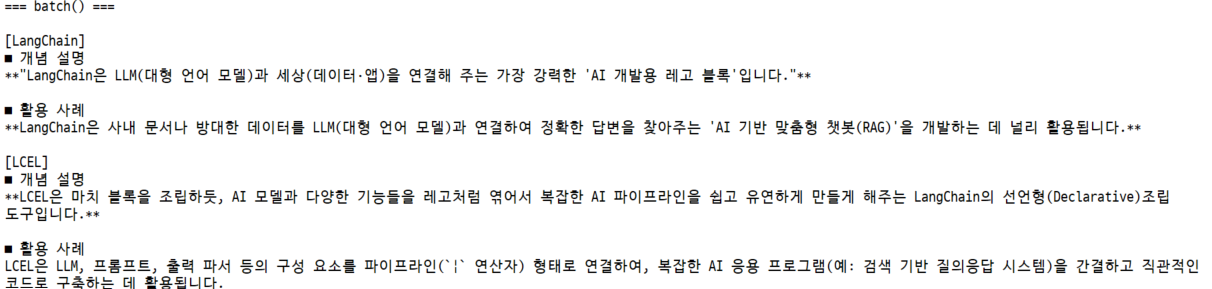 === batch() ===
[LangChain]
■ 개념 설명
**"LangChain은 LLM(대형 언어 모델)과 세상(데이터·앱)을 연결해 주는 가장 강력한 'AI 개발용 레고 블록'입니다."**
■ 활용 사례
**LangChain은 사내 문서나 방대한 데이터를 LLM(대형 언어 모델)과 연결하여 정확한 답변을 찾아주는 'AI 기반 맞춤형 챗봇(RAG)'을 개발하는 데 널리 활용됩니다.**
[LCEL]
■ 개념 설명
**LCEL은 마치 블록을 조립하듯, AI 모델과 다양한 기능들을 레고처럼 엮어서 복잡한 AI 파이프라인을 쉽고 유연하게 만들게 해주는 LangChain의 선언형(Declarative)조립
도구입니다.**
■ 활용 사례
LCEL은 LLM, 프롬프트, 출력 파서 등의 구성 요소를 파이프라인(`|` 연산자) 형태로 연결하여, 복잡한 AI 응용 프로그램(예: 검색 기반 질의응답 시스템)을 간결하고 직관적인
코드로 구축하는 데 활용됩니다.